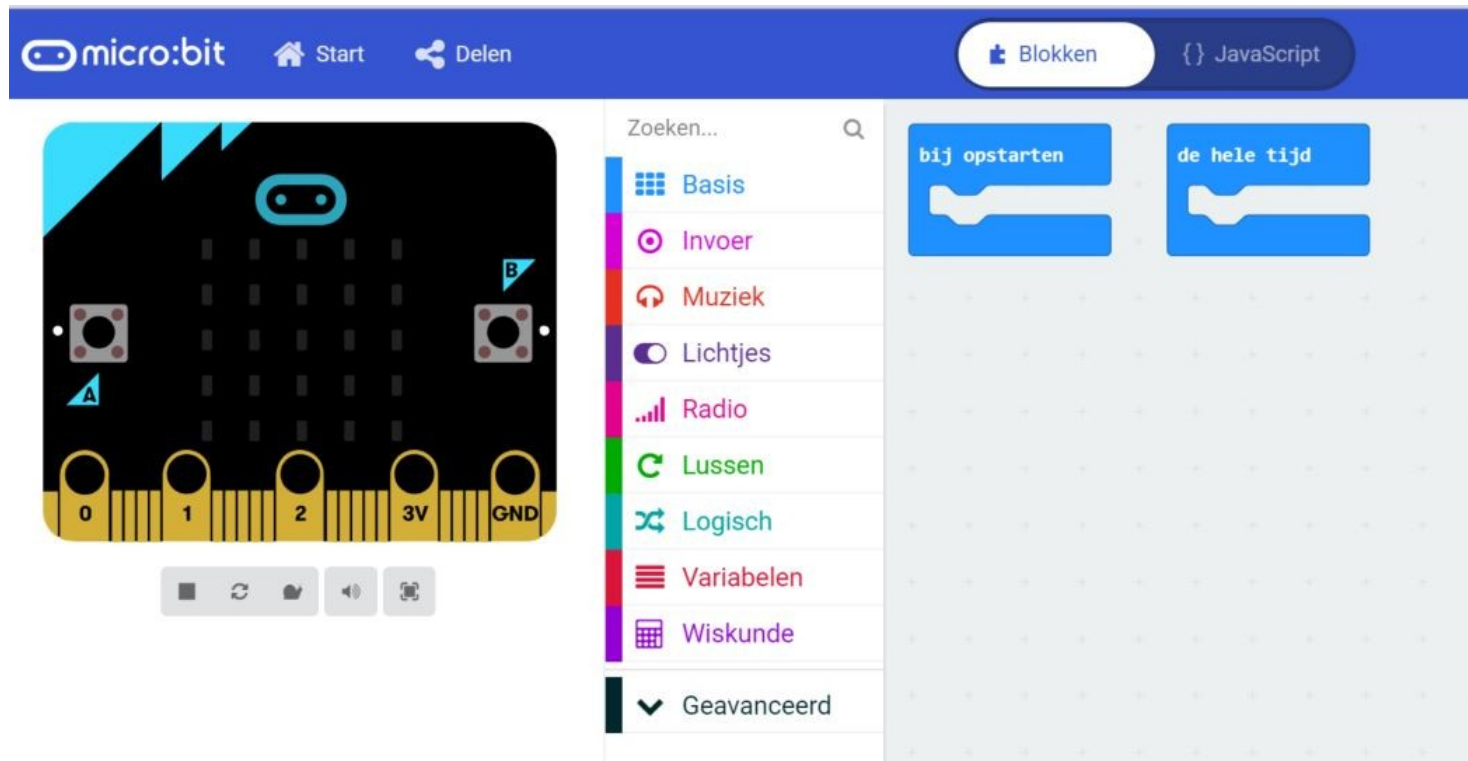 micro:bit Start Delen Blokken {} JavaScript
Zoeken...
Basis
Invoer
Muziek
Lichtjes
Radio
Lussen
Logisch
Variabelen
Wiskunde
Geavanceerd
bij opstarten
de hele tijd
B
A
0 1 2 3V GND